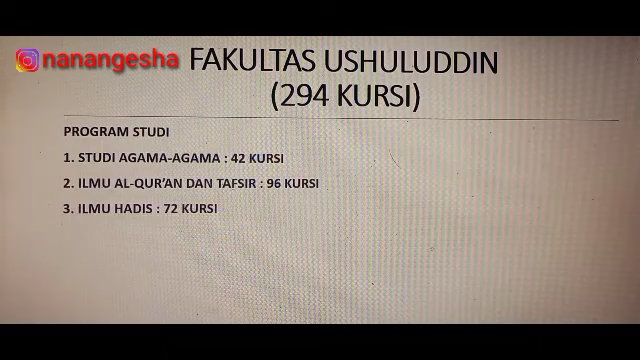 nanangesha
FAKULTAS USHULUDDIN
(294 KURSI)
PROGRAM STUDI
1. STUDI AGAMA-AGAMA : 42 KURSI
2. ILMU AL-QUR'AN DAN TAFSIR : 96 KURSI
3. ILMU HADIS : 72 KURSI